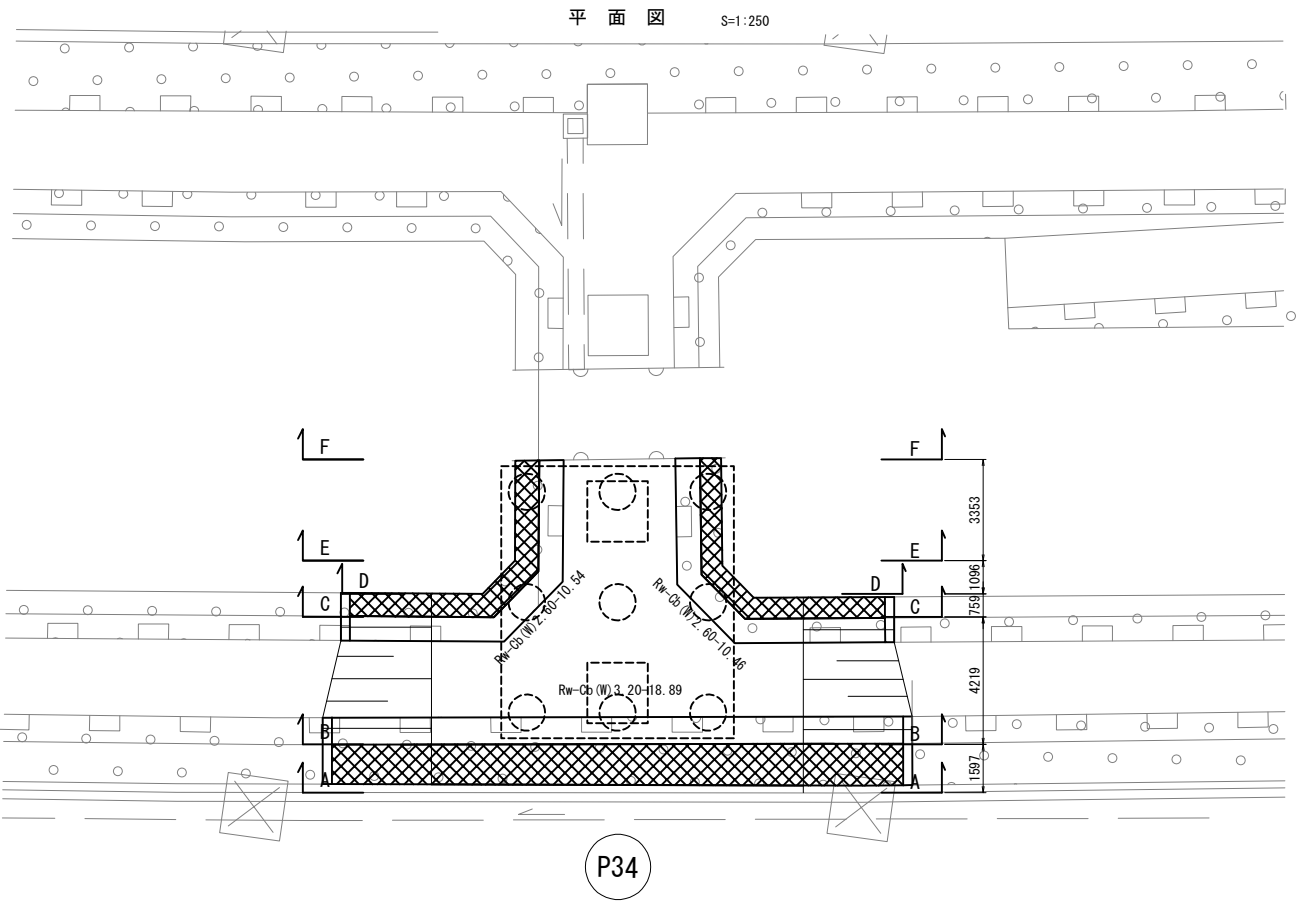 平 面 図 S=1:250
F
F
3353
E
E
1096
D
D
C
C
759
Rw-Cb(W)2.60-10.54
Rw-Cb(W)2.60-10.46
4219
Rw-Cb(W)3.20-18.89
B
B
A
A
1597
P34